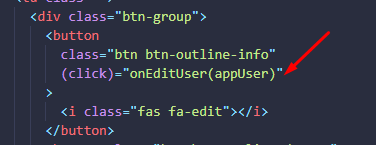 <div class="btn-group">
<button
class="btn btn-outline-info"
(click)="onEditUser(appUser)"
>
<i class="fas fa-edit"></i>
</button>